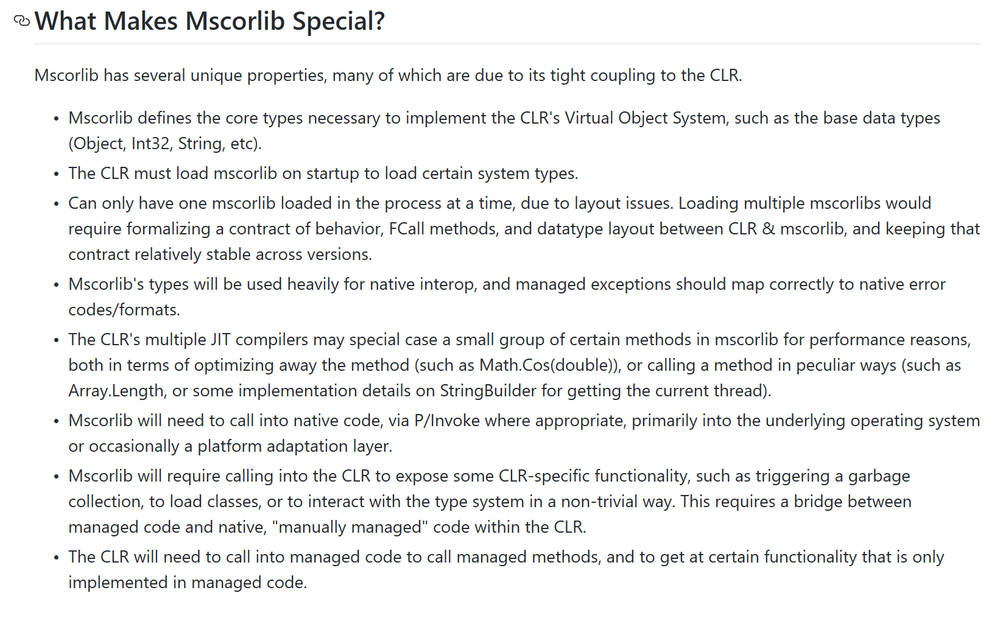 What Makes Mscorlib Special?
Mscorlib has several unique properties, many of which are due to its tight coupling to the CLR.
• Mscorlib defines the core types necessary to implement the CLR's Virtual Object System, such as the base data types
(Object, Int32, String, etc).
• The CLR must load mscorlib on startup to load certain system types.
• Can only have one mscorlib loaded in the process at a time, due to layout issues. Loading multiple mscorlibs would
require formalizing a contract of behavior, FCall methods, and datatype layout between CLR & mscorlib, and keeping that
contract relatively stable across versions.
• Mscorlib's types will be used heavily for native interop, and managed exceptions should map correctly to native error
codes/formats.
• The CLR's multiple JIT compilers may special case a small group of certain methods in mscorlib for performance reasons,
both in terms of optimizing away the method (such as Math.Cos(double)), or calling a method in peculiar ways (such as
Array.Length, or some implementation details on StringBuilder for getting the current thread).
• Mscorlib will need to call into native code, via P/Invoke where appropriate, primarily into the underlying operating system
or occasionally a platform adaptation layer.
• Mscorlib will require calling into the CLR to expose some CLR-specific functionality, such as triggering a garbage
collection, to load classes, or to interact with the type system in a non-trivial way. This requires a bridge between
managed code and native, "manually managed" code within the CLR.
• The CLR will need to call into managed code to call managed methods, and to get at certain functionality that is only
implemented in managed code.